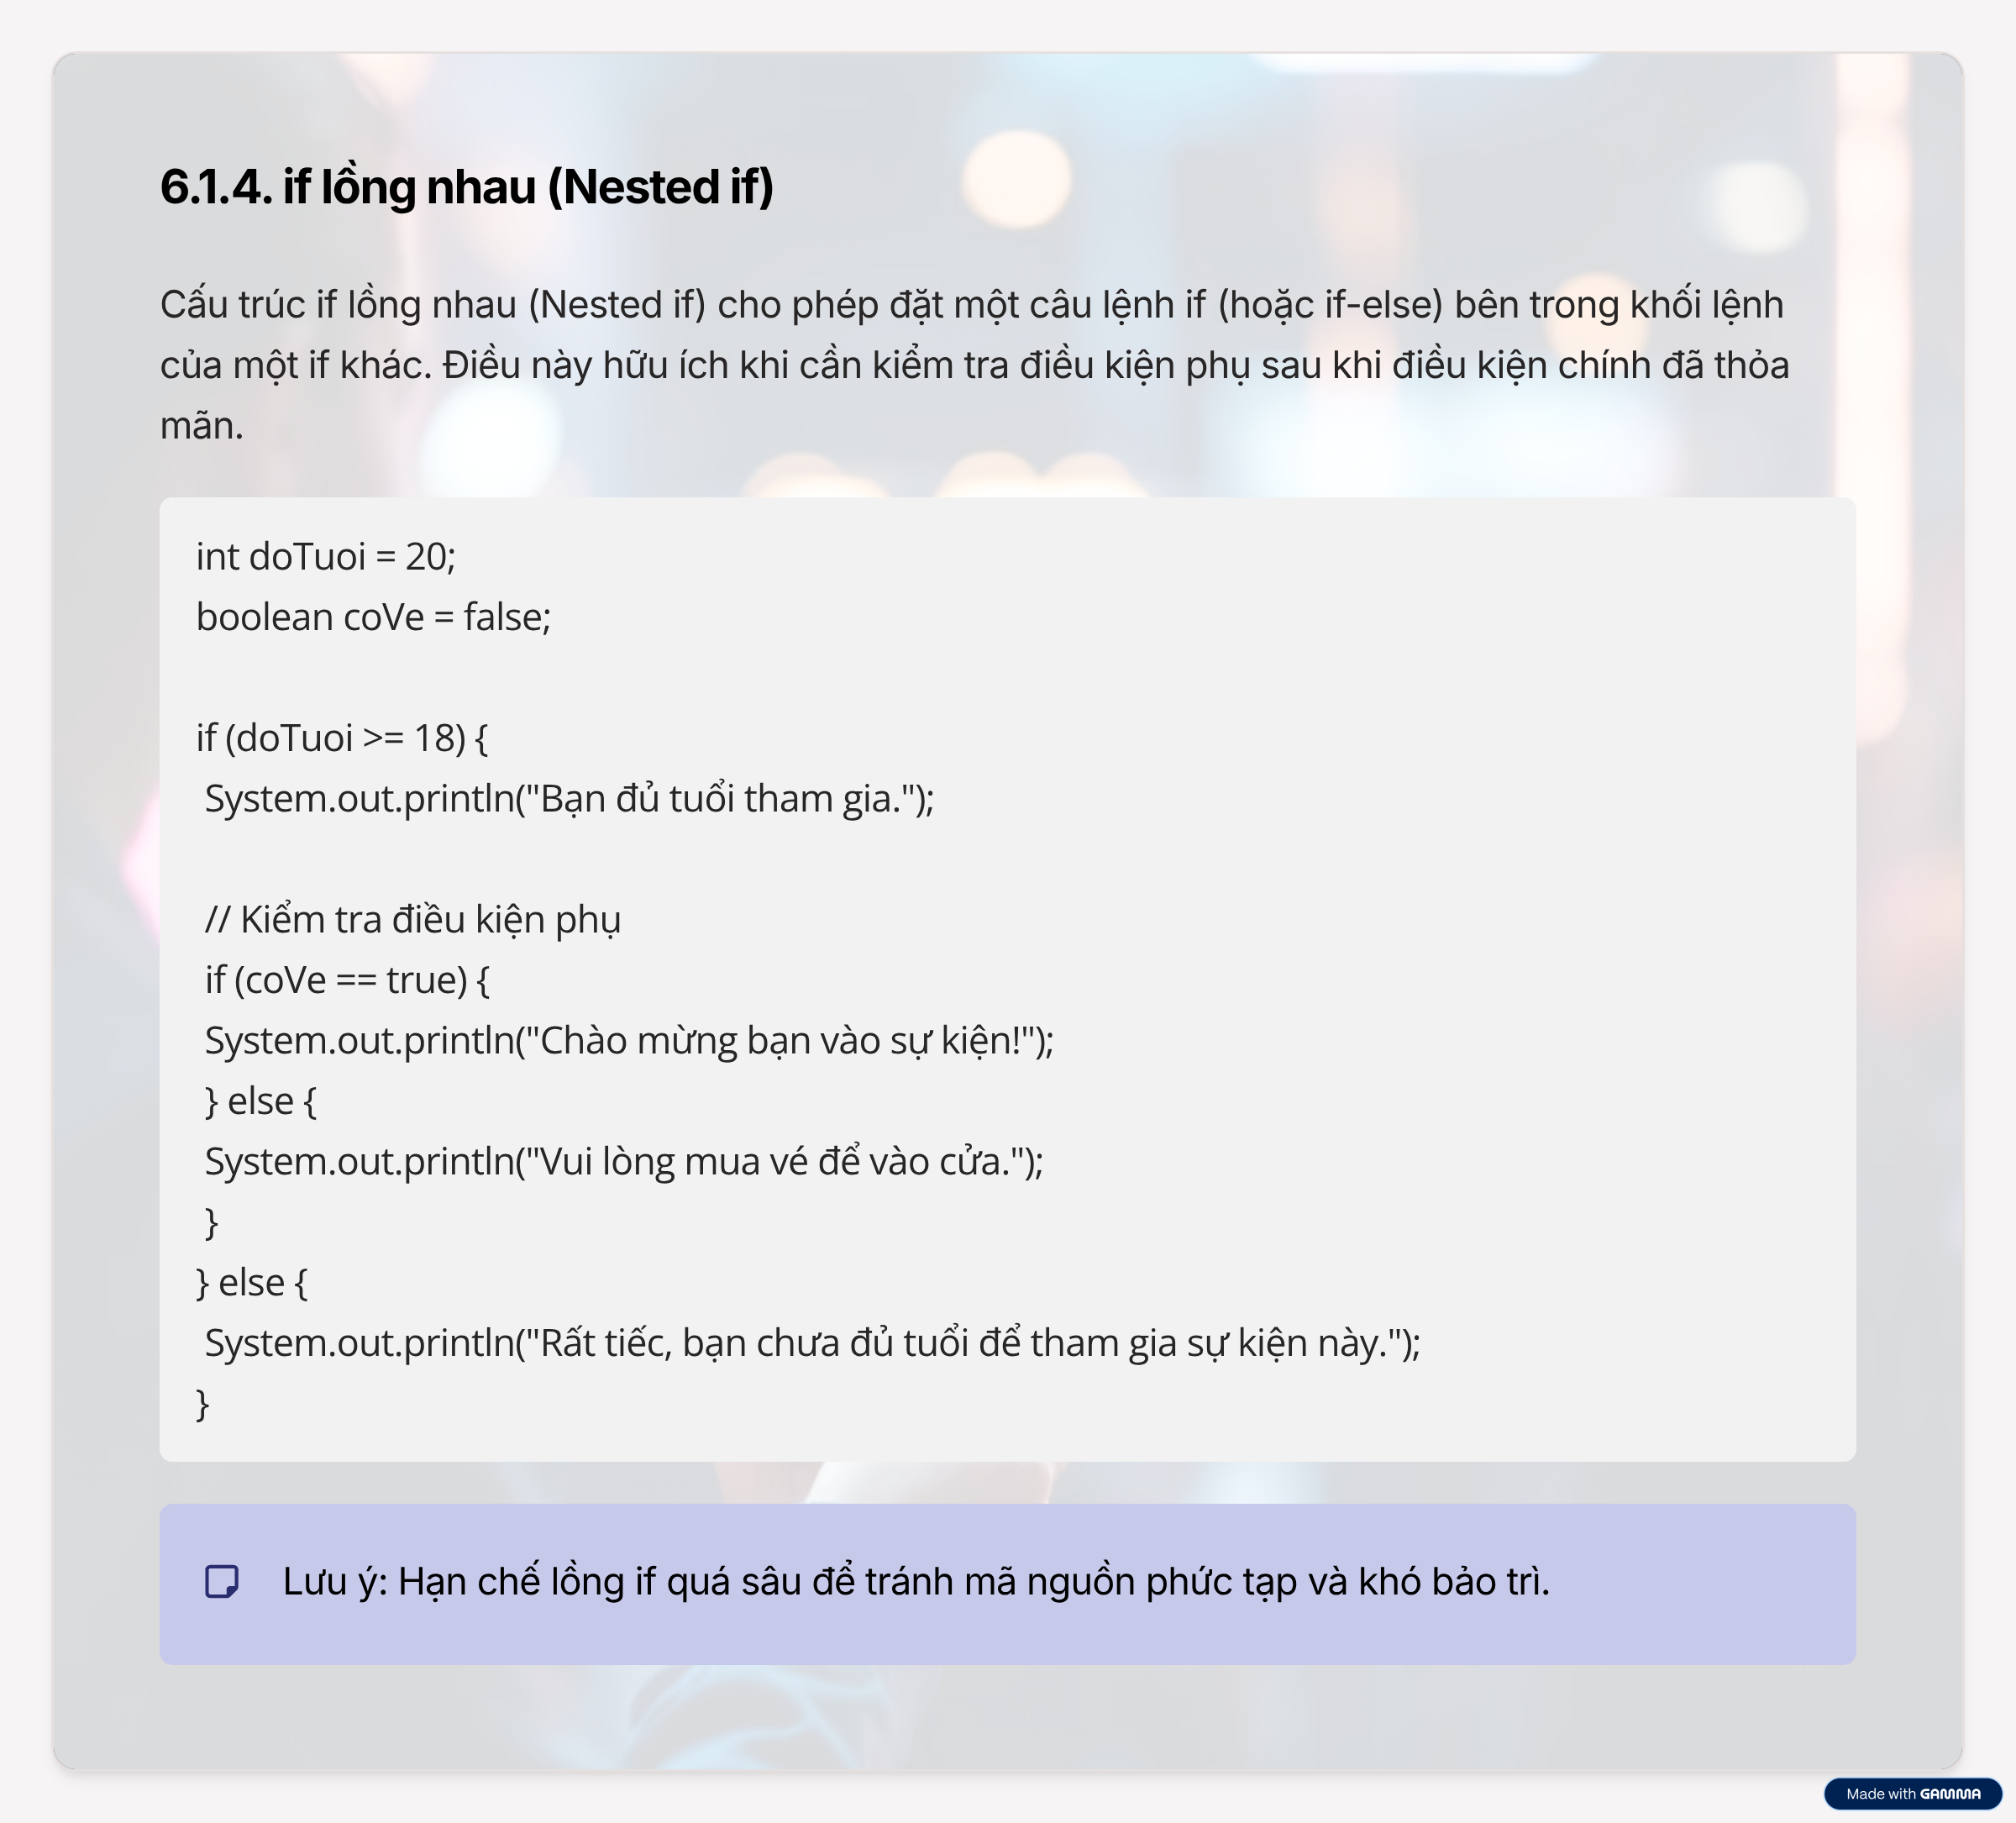 6.1.4. if lồng nhau (Nested if)
Cấu trúc if lồng nhau (Nested if) cho phép đặt một câu lệnh if (hoặc if-else) bên trong khối lệnh
của một if khác. Điều này hữu ích khi cần kiểm tra điều kiện phụ sau khi điều kiện chính đã thỏa
mãn.
int doTuoi = 20;
boolean coVe = false;
if (doTuoi >= 18) {
System.out.println("Bạn đủ tuổi tham gia.");
// Kiểm tra điều kiện phụ
if (coVe == true) {
System.out.println("Chào mừng bạn vào sự kiện!");
} else {
System.out.println("Vui lòng mua vé để vào cửa.");
}
} else {
System.out.println("Rất tiếc, bạn chưa đủ tuổi để tham gia sự kiện này.");
}
Lưu ý: Hạn chế lồng if quá sâu để tránh mã nguồn phức tạp và khó bảo trì.
Made with GAMMA